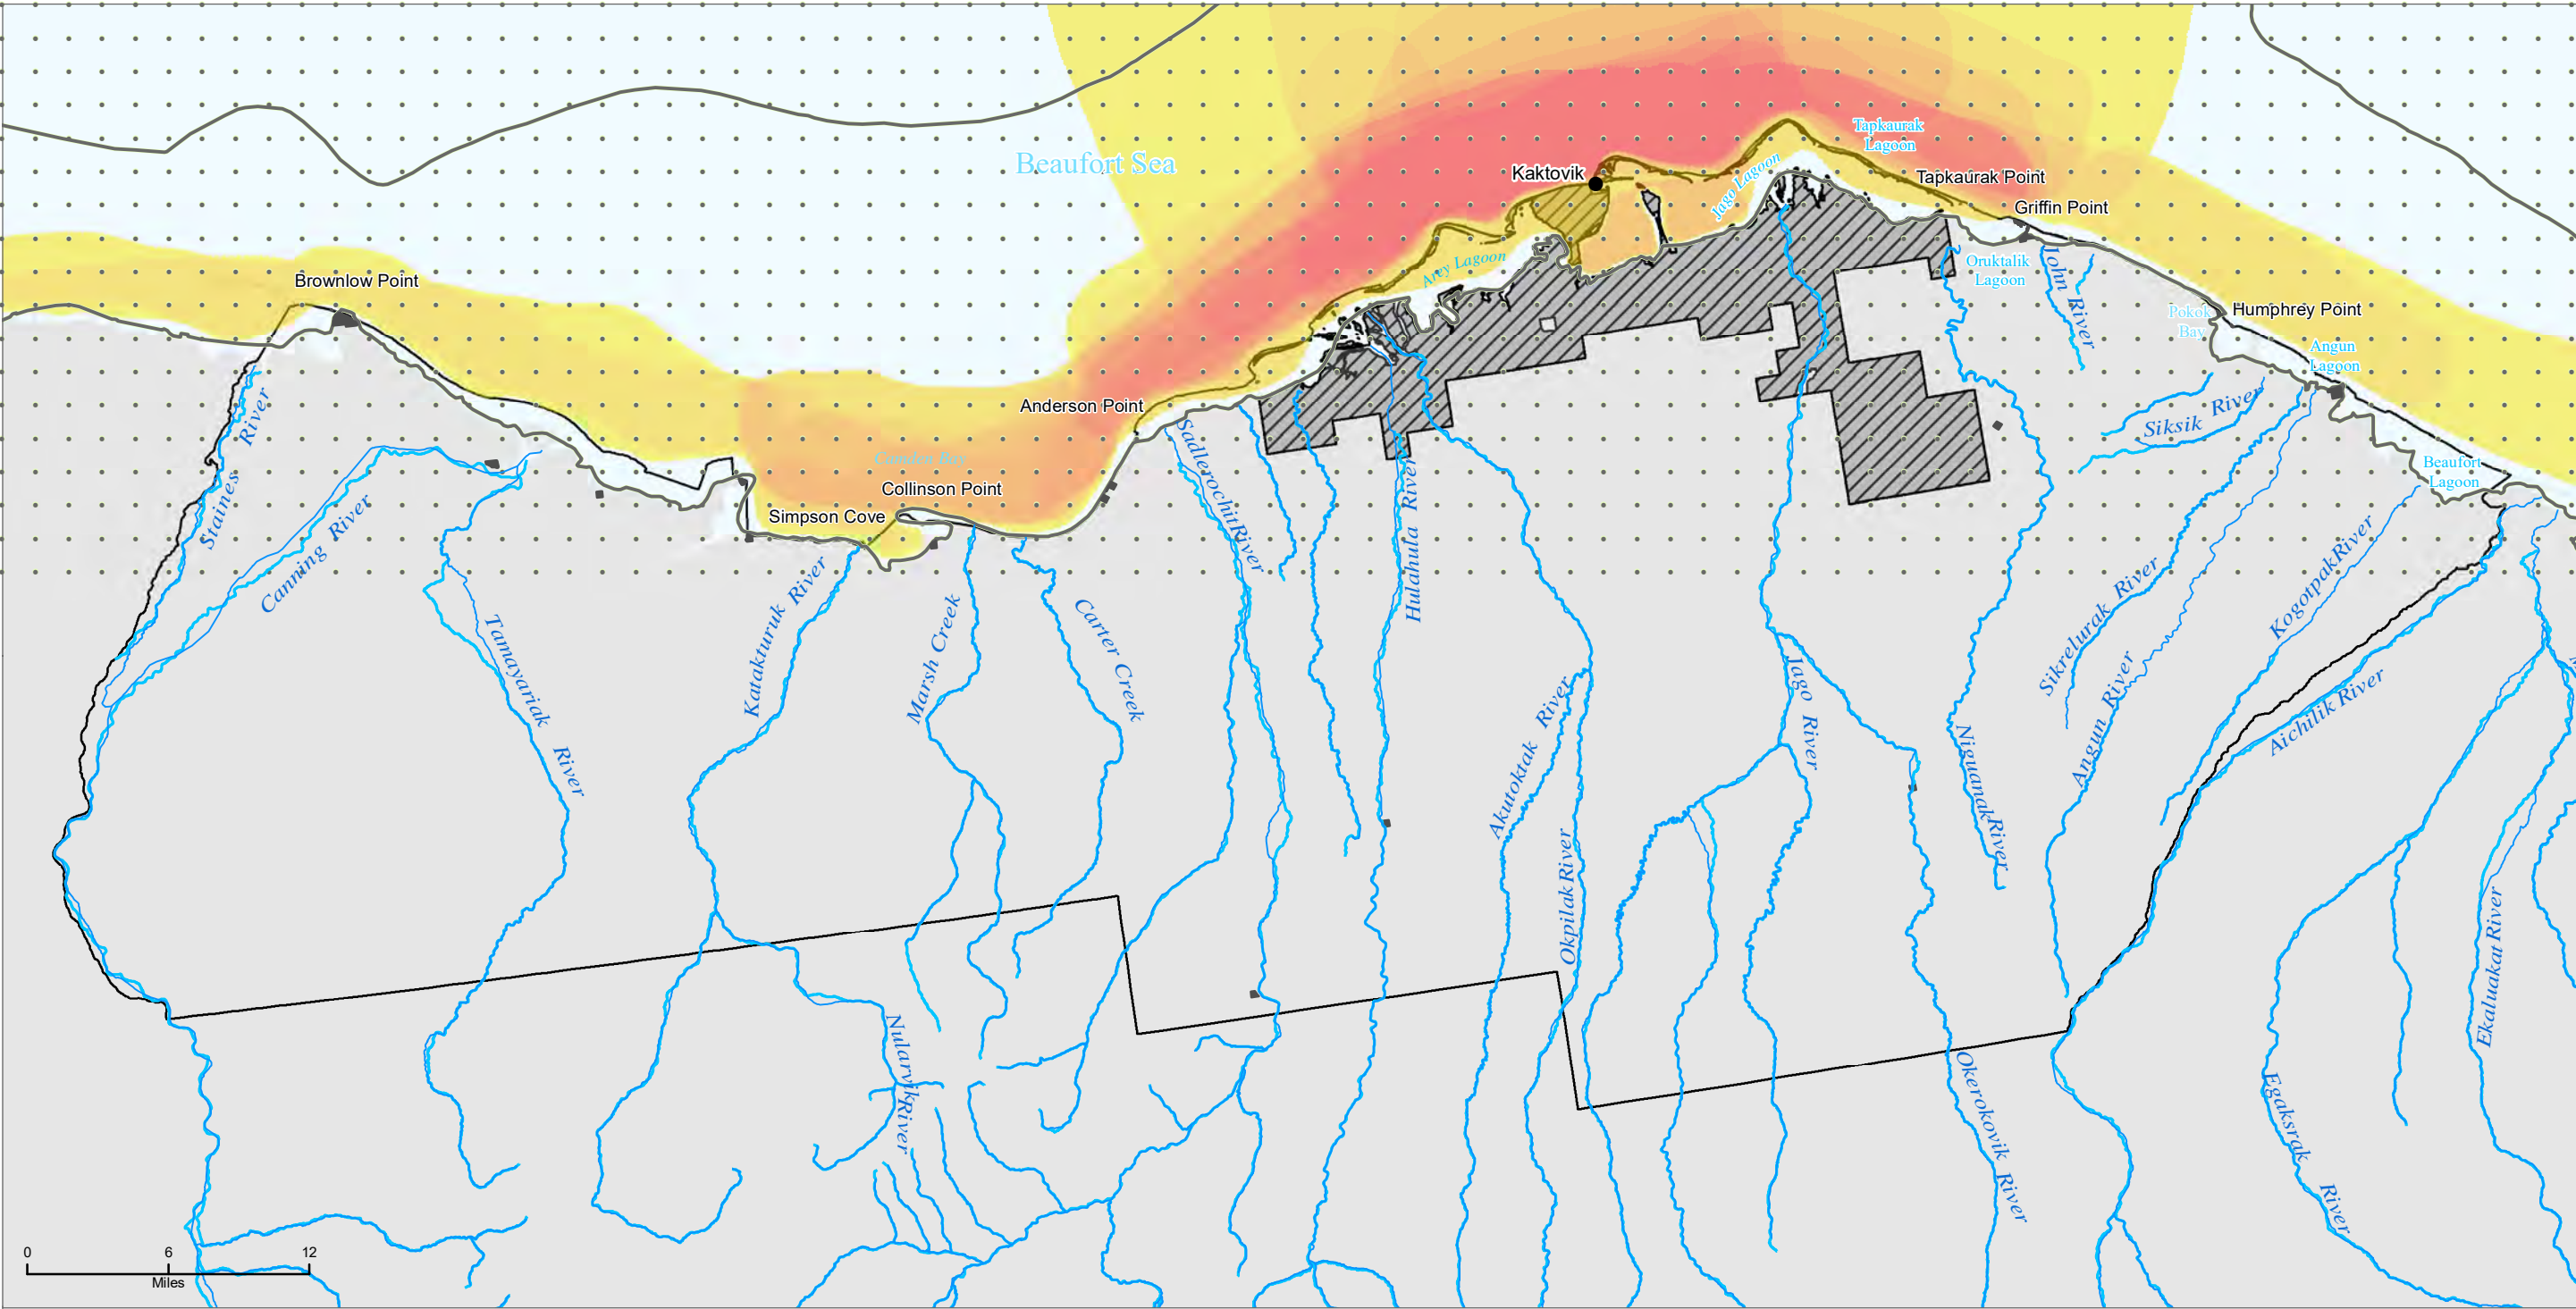 Tapkaurak
Lagoon
Beaufort Sea
Kaktovik
Jago Lagoon
Tapkaurak Point
Griffin Point
Arey Lagoon
Oruktalik
Lagoon
John River
Brownlow Point
Pokok
Bay
Humphrey Point
Angun
Lagoon
Anderson Point
Staines River
Siksik River
Camden Bay
Sadlerochit River
Collinson Point
Simpson Cove
Beaufort
Lagoon
Canning River
Hulahula River
Tamayariak River
Katakturuk River
Marsh Creek
Carter Creek
Sikrelurak River
Kogotpak River
Angun River
Aichilik River
Akutoktak River
Jago River
Niguanak River
Okpilak River
Ekaluakat River
Nularvik River
Okerokovik River
Egaksrak River
0 6 12
Miles